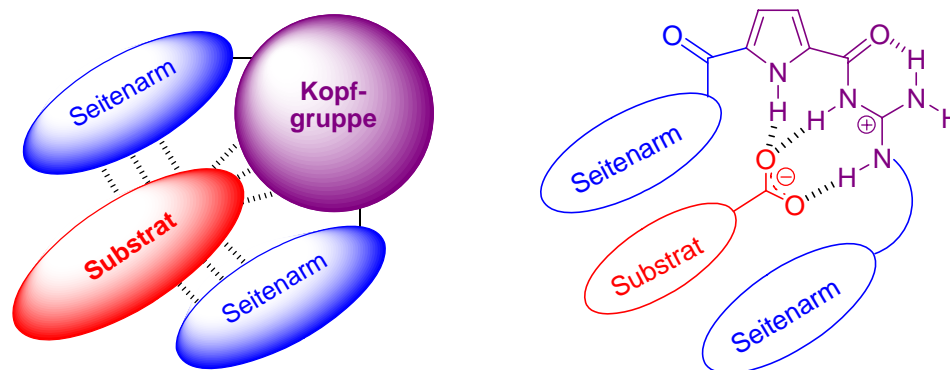 Seitenarm
Kopf-
gruppe
Substrat
Seitenarm
O
O
H
N
H
N
H
N
H
H
N
H
⊕
Seitenarm
O
⊖
O
Substrat
Seitenarm